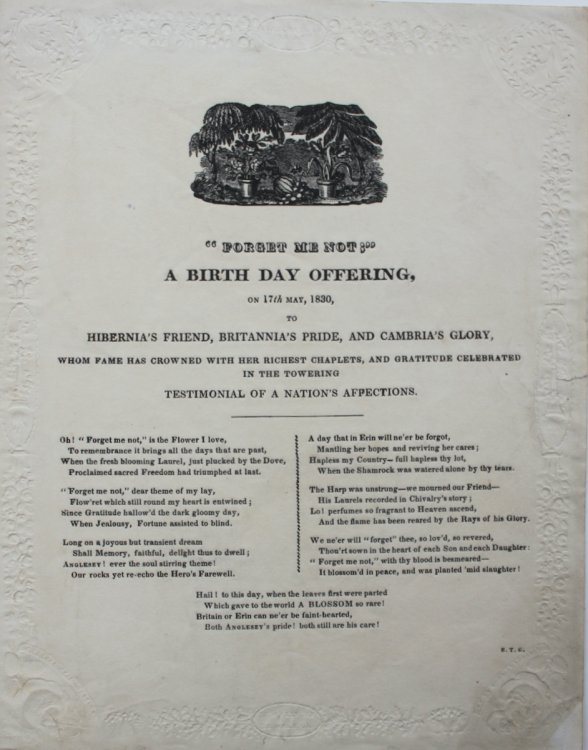 “FORGET ME NOT;”
A BIRTH DAY OFFERING,
ON 17th MAY, 1830,
TO
HIBERNIA'S FRIEND, BRITANNIA'S PRIDE, AND CAMBRIA'S GLORY,
WHOM FAME HAS CROWNED WITH HER RICHEST CHAPLETS, AND GRATITUDE CELEBRATED
IN THE TOWERING
TESTIMONIAL OF A NATION'S AFFECTIONS.
Oh! “Forget me not,” is the Flower I love,
To remembrance it brings all the days that are past,
When the fresh blooming Laurel, just plucked by the Dove,
Proclaimed sacred Freedom had triumphed at last.
“Forget me not,” dear theme of my lay,
Flow'ret which still round my heart is entwined;
Since Gratitude hallow'd the dark gloomy day,
When Jealousy, Fortune assisted to blind.
Long on a joyous but transient dream
Shall Memory, faithful, delight thus to dwell;
ANGLESEY! ever the soul stirring theme!
Our rocks yet re-echo the Hero's Farewell.
A day that in Erin will ne'er be forgot,
Mantling her hopes and reviving her cares;
Hapless my Country—full hapless thy lot,
When the Shamrock was watered alone by thy tears.
The Harp was unstrung—we mourned our Friend—
His Laurels recorded in Chivalry's story;
Lo! perfumes so fragrant to Heaven ascend,
And the flame has been reared by the Rays of his Glory.
We ne'er will “forget” thee, so lov'd, so revered,
Thou'rt sown in the heart of each Son and each Daughter:
“Forget me not,” with thy blood is besmeared—
It blossom'd in peace, and was planted 'mid slaughter!
Hail! to this day, when the leaves first were parted
Which gave to the world A BLOSSOM so rare!
Britain or Erin can ne'er be faint-hearted,
Both ANGLESEY'S pride! both still are his care!
E. T. G.